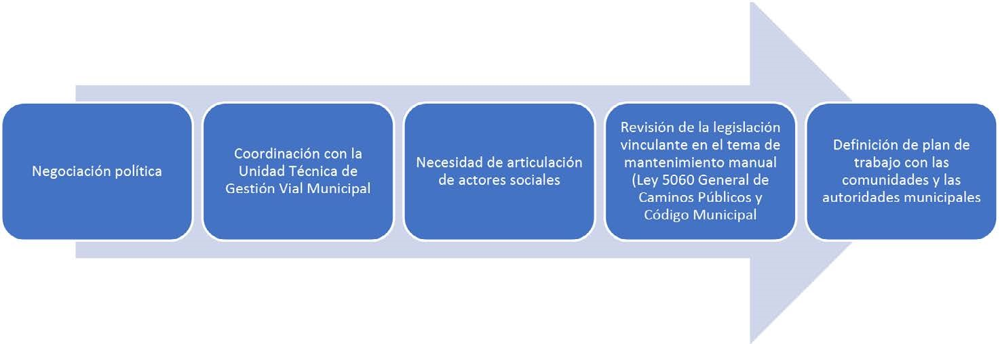 Negociación política
Coordinación con la
Unidad Técnica de
Gestión Vial Municipal
Necesidad de articulación
de actores sociales
Revisión de la legislación
vinculante en el tema de
mantenimiento manual
(Ley 5060 General de
Caminos Públicos y
Código Municipal
Definición de plan de
trabajo con las
comunidades y las
autoridades municipales